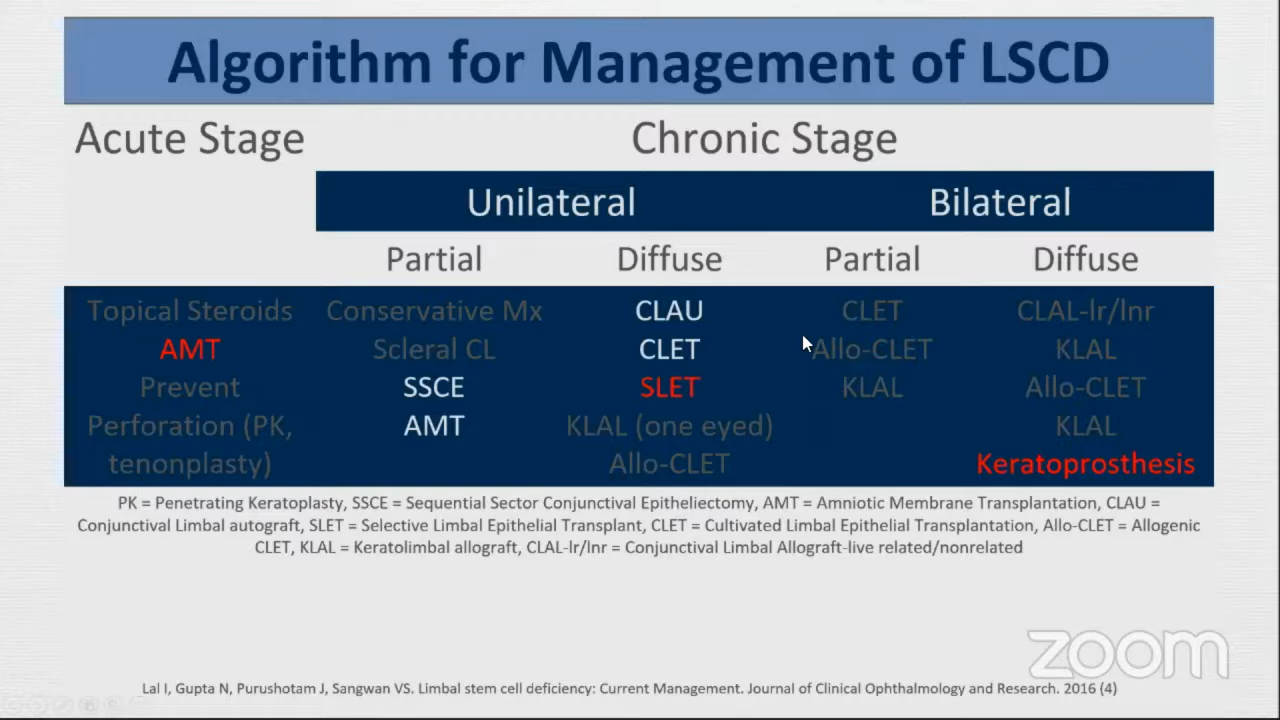 Algorithm for Management of LSCD
Acute Stage Chronic Stage
Unilateral Bilateral
Partial Diffuse Partial Diffuse
Topical Steroids Conservative Mx CLAU CLET CLAL-lr/lnr
AMT Scleral CL CLET Allo-CLET KLAL
Prevent SSCE SLET KLAL Allo-CLET
Perforation (PK, AMT KLAL (one eyed) KLAL
tenonplasty) Allo-CLET Keratoprosthesis
PK = Penetrating Keratoplasty, SSCE = Sequential Sector Conjunctival Epitheliectomy, AMT = Amniotic Membrane Transplantation, CLAU =
Conjunctival Limbal autograft, SLET = Selective Limbal Epithelial Transplant, CLET = Cultivated Limbal Epithelial Transplantation, Allo-CLET = Allogenic
CLET, KLAL = Keratolimbal allograft, CLAL-lr/lnr = Conjunctival Limbal Allograft-live related/nonrelated
zoom
Lal I, Gupta N, Purushotam J, Sangwan VS. Limbal stem cell deficiency: Current Management. Journal of Clinical Ophthalmology and Research. 2016 (4)